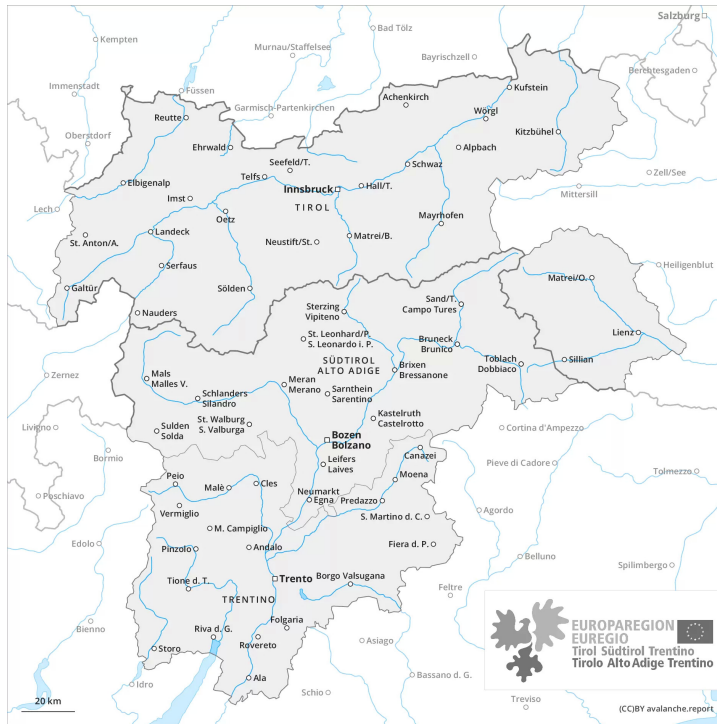 Salzburg
Bad Tölz
Kempten
Murnau/Staffelsee
Bayrischzell
Berchtesgaden
Immenstadt
Füssen
Kufstein
Achenkirch
Garmisch-Partenkirchen
Reutte
Wörgl
Oberstdorf
Kitzbühel
Ehrwald
Alpbach
Seefeld/T.
Schwaz
Zell/See
Telfs
Elbigenalp
Innsbruck
Hall/T.
Mittersill
Imst
TIROL
Lech
Oetz
Mayrhofen
Landeck
St. Anton/A.
Neustift/St.
Matrei/B.
Serfaus
Heiligenblut
Matrei/O.
Galtür
Sölden
Sand/T.
Campo Tures
Nauders
Sterzing
Vipiteno
St. Leonhard/P.
S. Leonardo i. P.
Lienz
Bruneck
Brunico
SÜDTIROL
ALTO ADIGE
Toblach
Dobbiaco
Sillian
Brixen
Bressanone
Zernez
Mals
Malles V.
Meran
Merano
Sarnthein
Sarentino
Schlanders
Silandro
Kastelruth
Castelrotto
St. Walburg
S. Valburga
Livigno
Sulden
Solda
Cortina d'Ampezzo
Bozen
Bolzano
Bormio
Canazei
Leifers
Laives
Pieve di Cadore
Tolmezzo
Peio
Moena
Malè
Cles
Poschiavo
Neumarkt
Egna
Predazzo
Vermiglio
Agordo
S. Martino d. C.
M. Campiglio
Edolo
Pinzolo
Andalo
Fiera d. P.
Belluno
Spilimbergo
Tione d. T.
Trento
Borgo Valsugana
Feltre
TRENTINO
Folgaria
Bienno
Riva d. G.
Rovereto
Asiago
Storo
Ala
Bassano d. G.
Idro
Schio
Treviso
EUROPAREGION
EUREGIO
Tirol Südtirol Trentino
Tirolo Alto Adige Trentino
20 km
(CC)BY avalanche.report